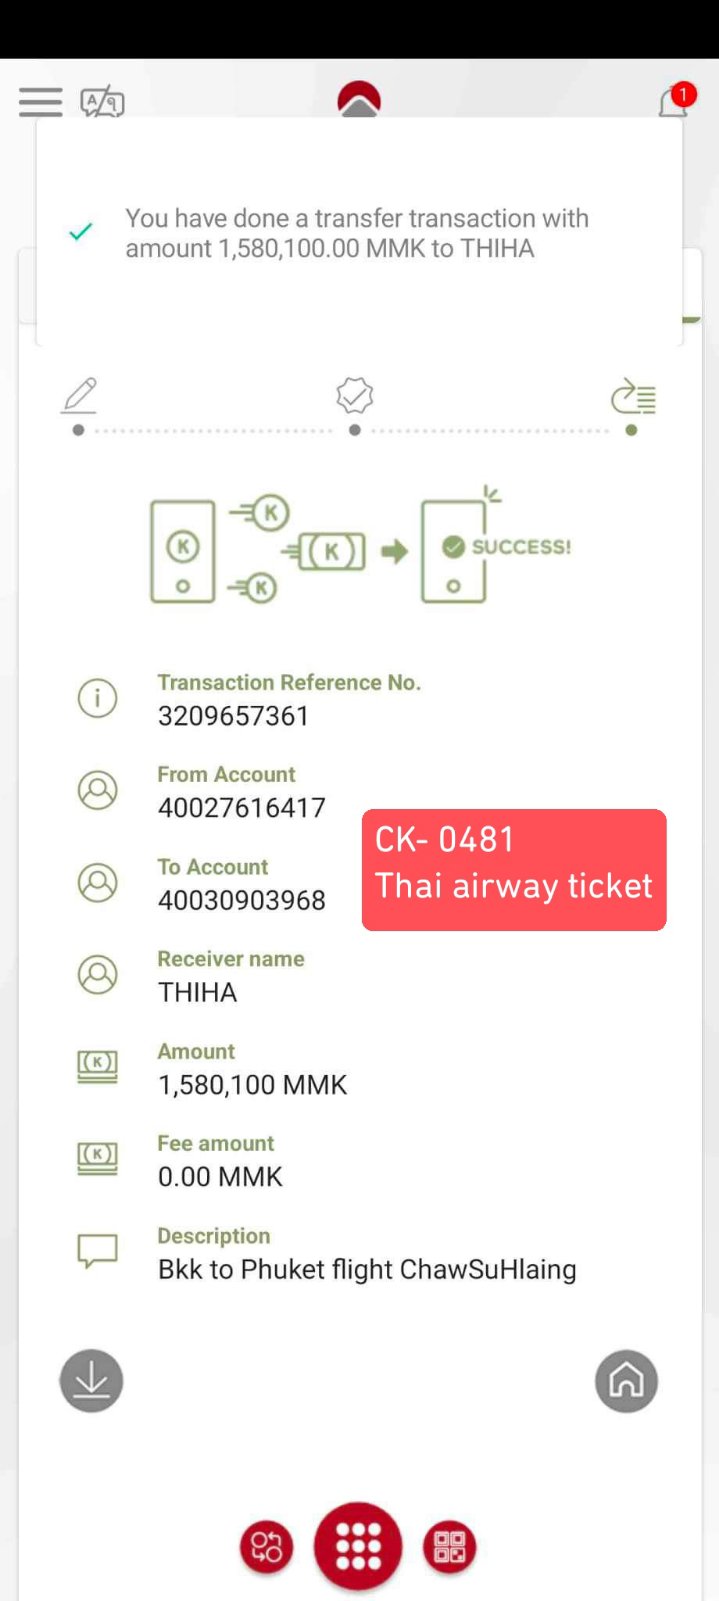 1
You have done a transfer transaction with
amount 1,580,100.00 MMK to THIHA
K
K
K
K
SUCCESS!
Transaction Reference No.
3209657361
From Account
40027616417
CK- 0481
Thai airway ticket
To Account
40030903968
Receiver name
THIHA
Amount
1,580,100 MMK
Fee amount
0.00 MMK
Description
Bkk to Phuket flight ChawSuHlaing